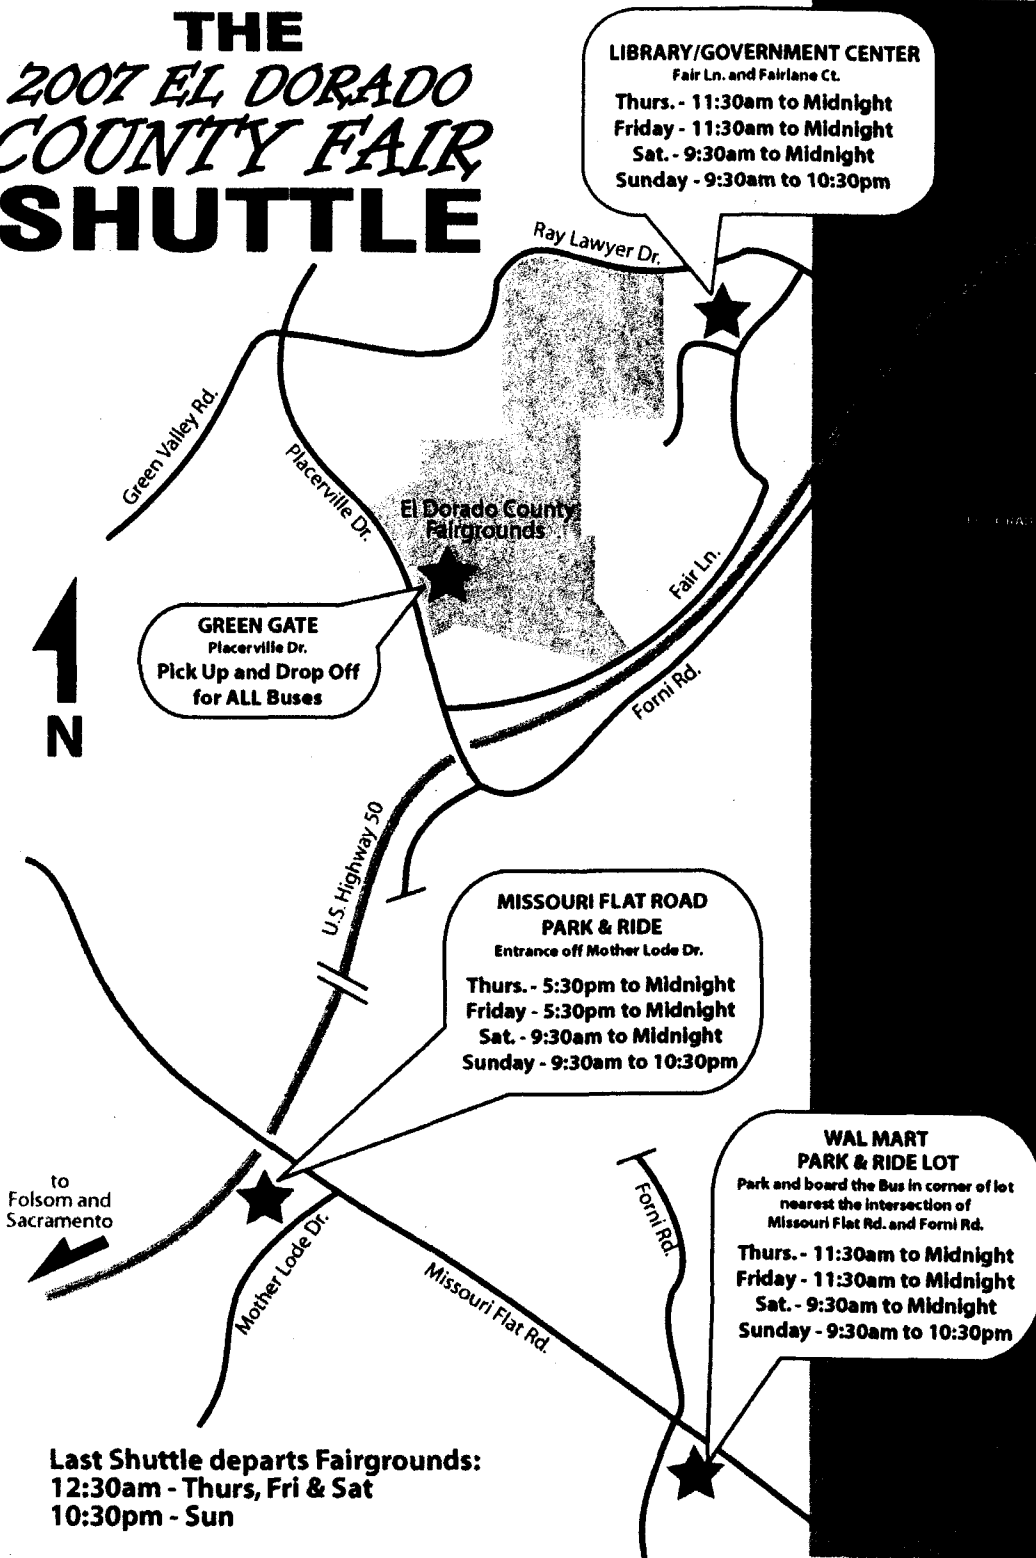 THE
2007 EL DORADO
COUNTY FAIR
SHUTTLE
LIBRARY/GOVERNMENT CENTER
Fair Ln. and Fairlane Ct.
Thurs. - 11:30am to Midnight
Friday - 11:30am to Midnight
Sat. - 9:30am to Midnight
Sunday - 9:30am to 10:30pm
Ray Lawyer Dr.
Green Valley Rd.
Placerville Dr.
El Dorado County
Fairgrounds
Fair Ln.
Forni Rd.
GREEN GATE
Placerville Dr.
Pick Up and Drop Off
for ALL Buses
N
U.S. Highway 50
MISSOURI FLAT ROAD
PARK & RIDE
Entrance off Mother Lode Dr.
Thurs. - 5:30pm to Midnight
Friday - 5:30pm to Midnight
Sat. - 9:30am to Midnight
Sunday - 9:30am to 10:30pm
WAL MART
PARK & RIDE LOT
Park and board the Bus in corner of lot
nearest the intersection of
Missouri Flat Rd. and Forni Rd.
Thurs. - 11:30am to Midnight
Friday - 11:30am to Midnight
Sat. - 9:30am to Midnight
Sunday - 9:30am to 10:30pm
to
Folsom and
Sacramento
Mother Lode Dr.
Missouri Flat Rd.
Forni Rd.
Last Shuttle departs Fairgrounds:
12:30am - Thurs, Fri & Sat
10:30pm - Sun